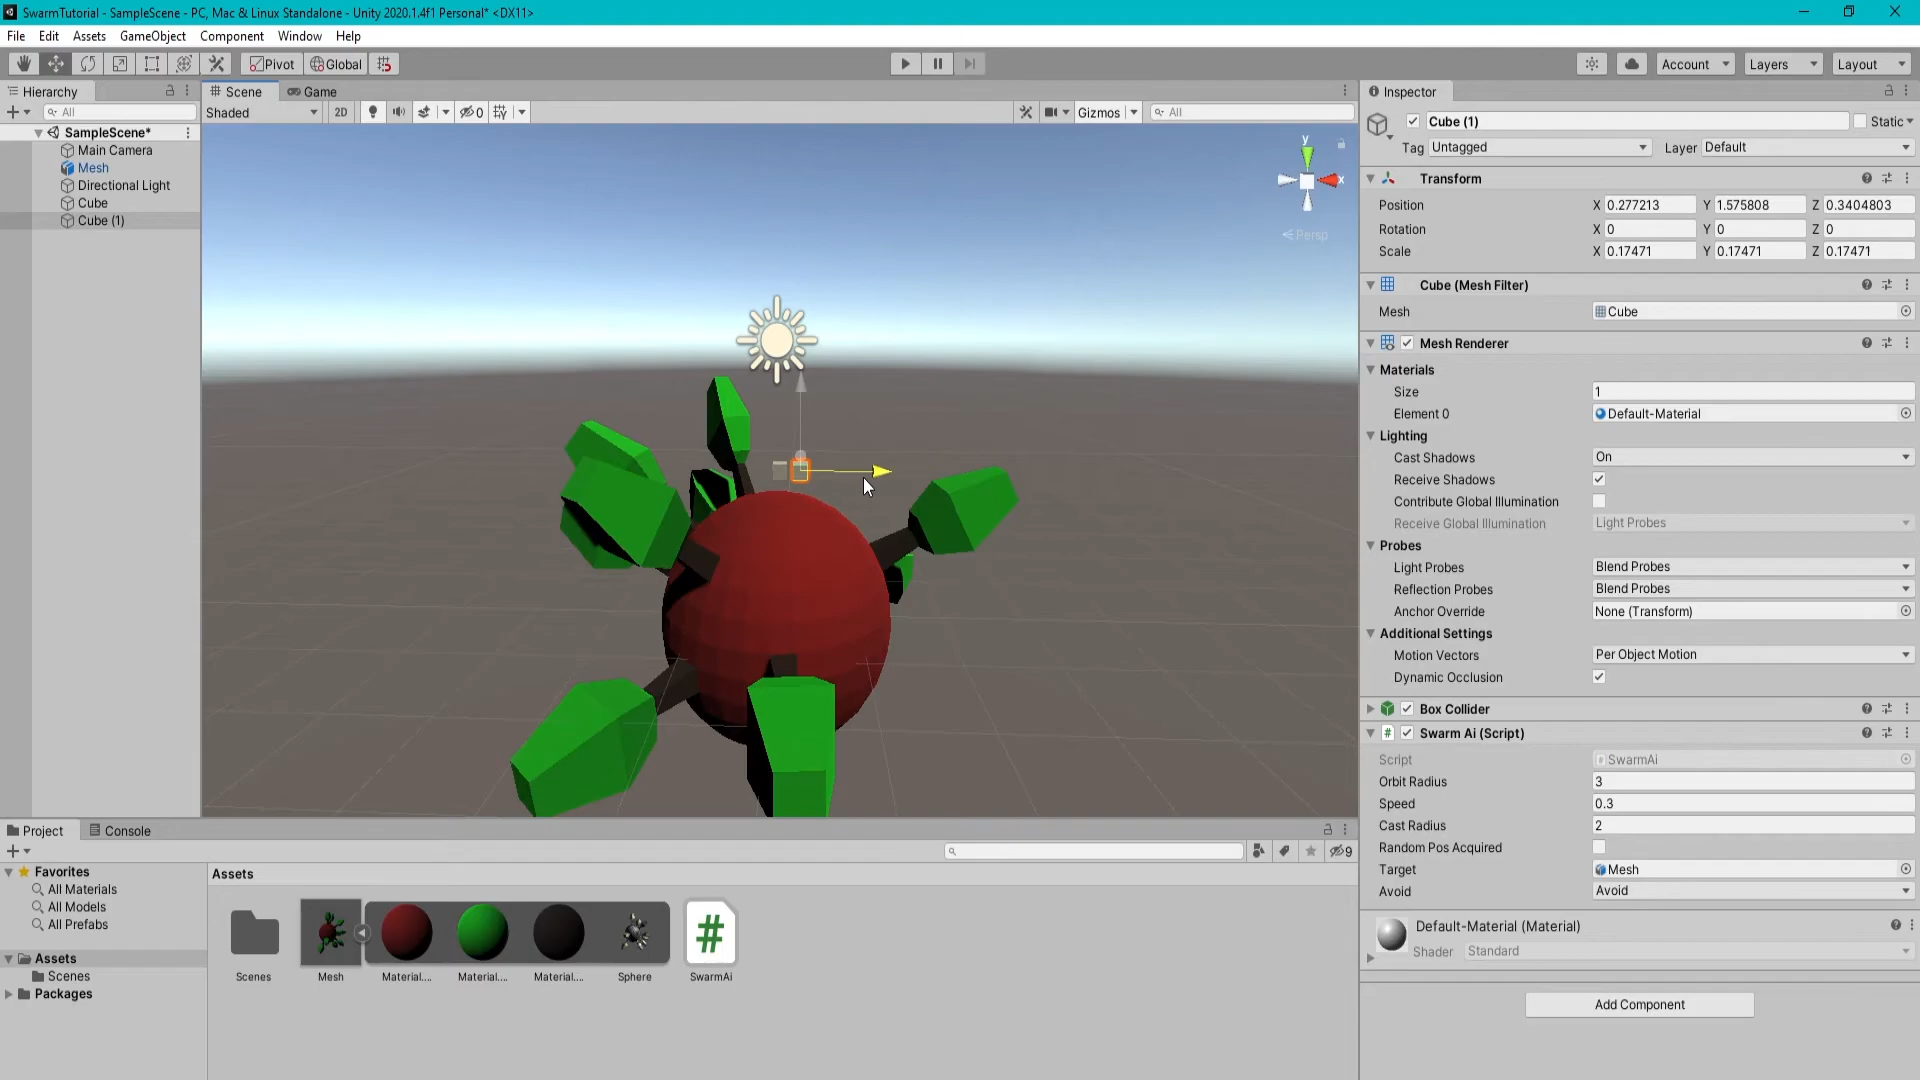 SwarmTutorial - SampleScene - PC, Mac & Linux Standalone - Unity 2020.1.4f1 Personal* <DX11>
File Edit Assets GameObject Component Window Help
Pivot Global Account Layers Layout
Hierarchy
All
SampleScene*
Main Camera
Mesh
Directional Light
Cube
Cube (1)
Scene Game
Shaded 2D 0 Gizmos All
y
x
Persp
Inspector
Cube (1) Static
Tag Untagged Layer Default
Transform
Position X 0.277213 Y 1.575808 Z 0.3404803
Rotation X 0 Y 0 Z 0
Scale X 0.17471 Y 0.17471 Z 0.17471
Cube (Mesh Filter)
Mesh Cube
Mesh Renderer
Materials
Size 1
Element 0 Default-Material
Lighting
Cast Shadows On
Receive Shadows
Contribute Global Illumination
Receive Global Illumination Light Probes
Probes
Light Probes Blend Probes
Reflection Probes Blend Probes
Anchor Override None (Transform)
Additional Settings
Motion Vectors Per Object Motion
Dynamic Occlusion
Box Collider
# Swarm Ai (Script)
Script SwarmAi
Orbit Radius 3
Speed 0.3
Cast Radius 2
Random Pos Acquired
Target Mesh
Avoid Avoid
Default-Material (Material)
Shader Standard
Add Component
Project Console
9
Favorites
All Materials
All Models
All Prefabs
Assets
Scenes
Packages
Assets
#
Scenes Mesh Material.... Material.... Material.... Sphere SwarmAi